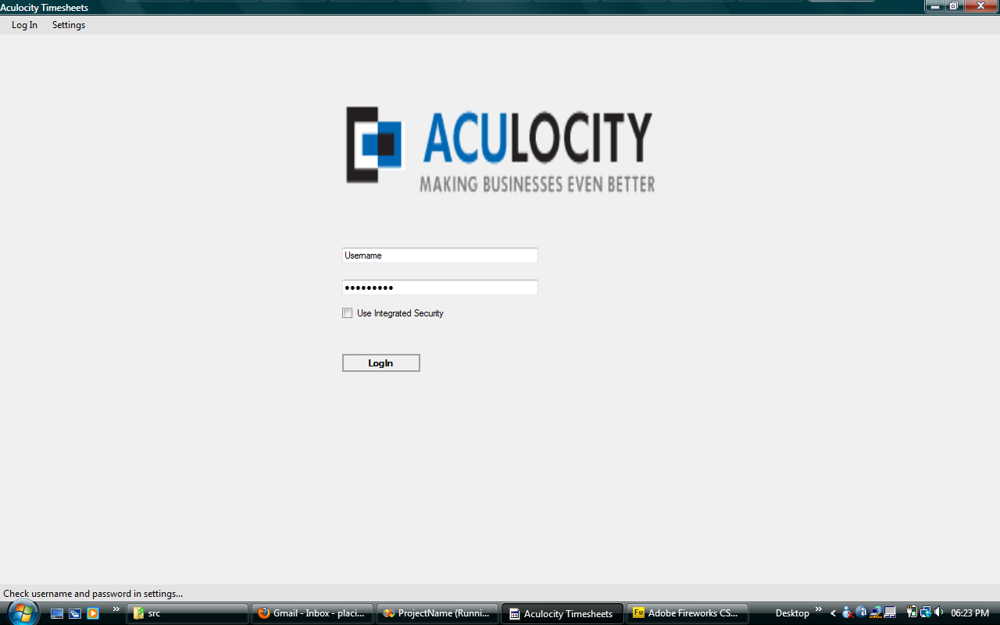 Aculocity Timesheets
Log In Settings
ACULOCITY
MAKING BUSINESSES EVEN BETTER
Username
•••••••••
Use Integrated Security
LogIn
Check username and password in settings...
src
Gmail - Inbox - placi...
ProjectName (Runni...
Aculocity Timesheets
Fw Adobe Fireworks CS...
Desktop
06:23 PM